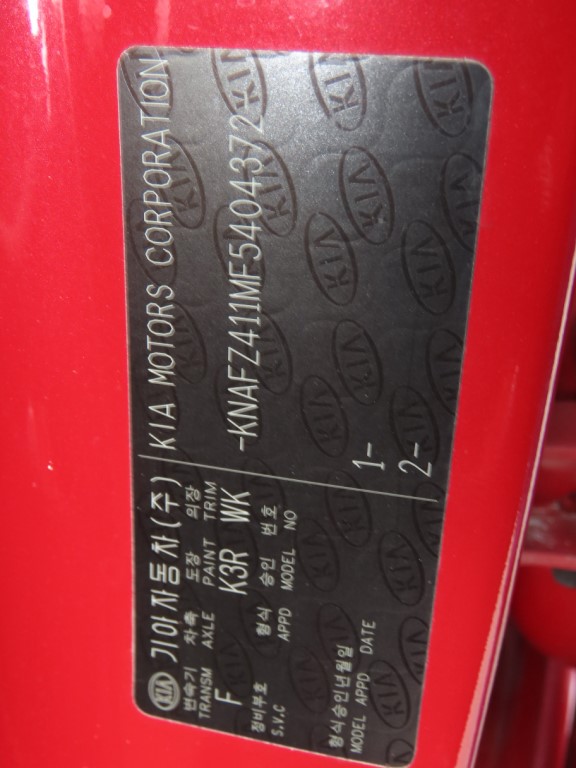 KIA 기아자동차(주) KIA MOTORS CORPORATION
변속기 차축 도장 의장
TRANSM AXLE PAINT TRIM
F K3R WK -KNAFZ411MF5404372
정비부호 형식 승인 번호
S.V.C APPD MODEL NO
1-
형식승인년월일 2-
MODEL APPD DATE